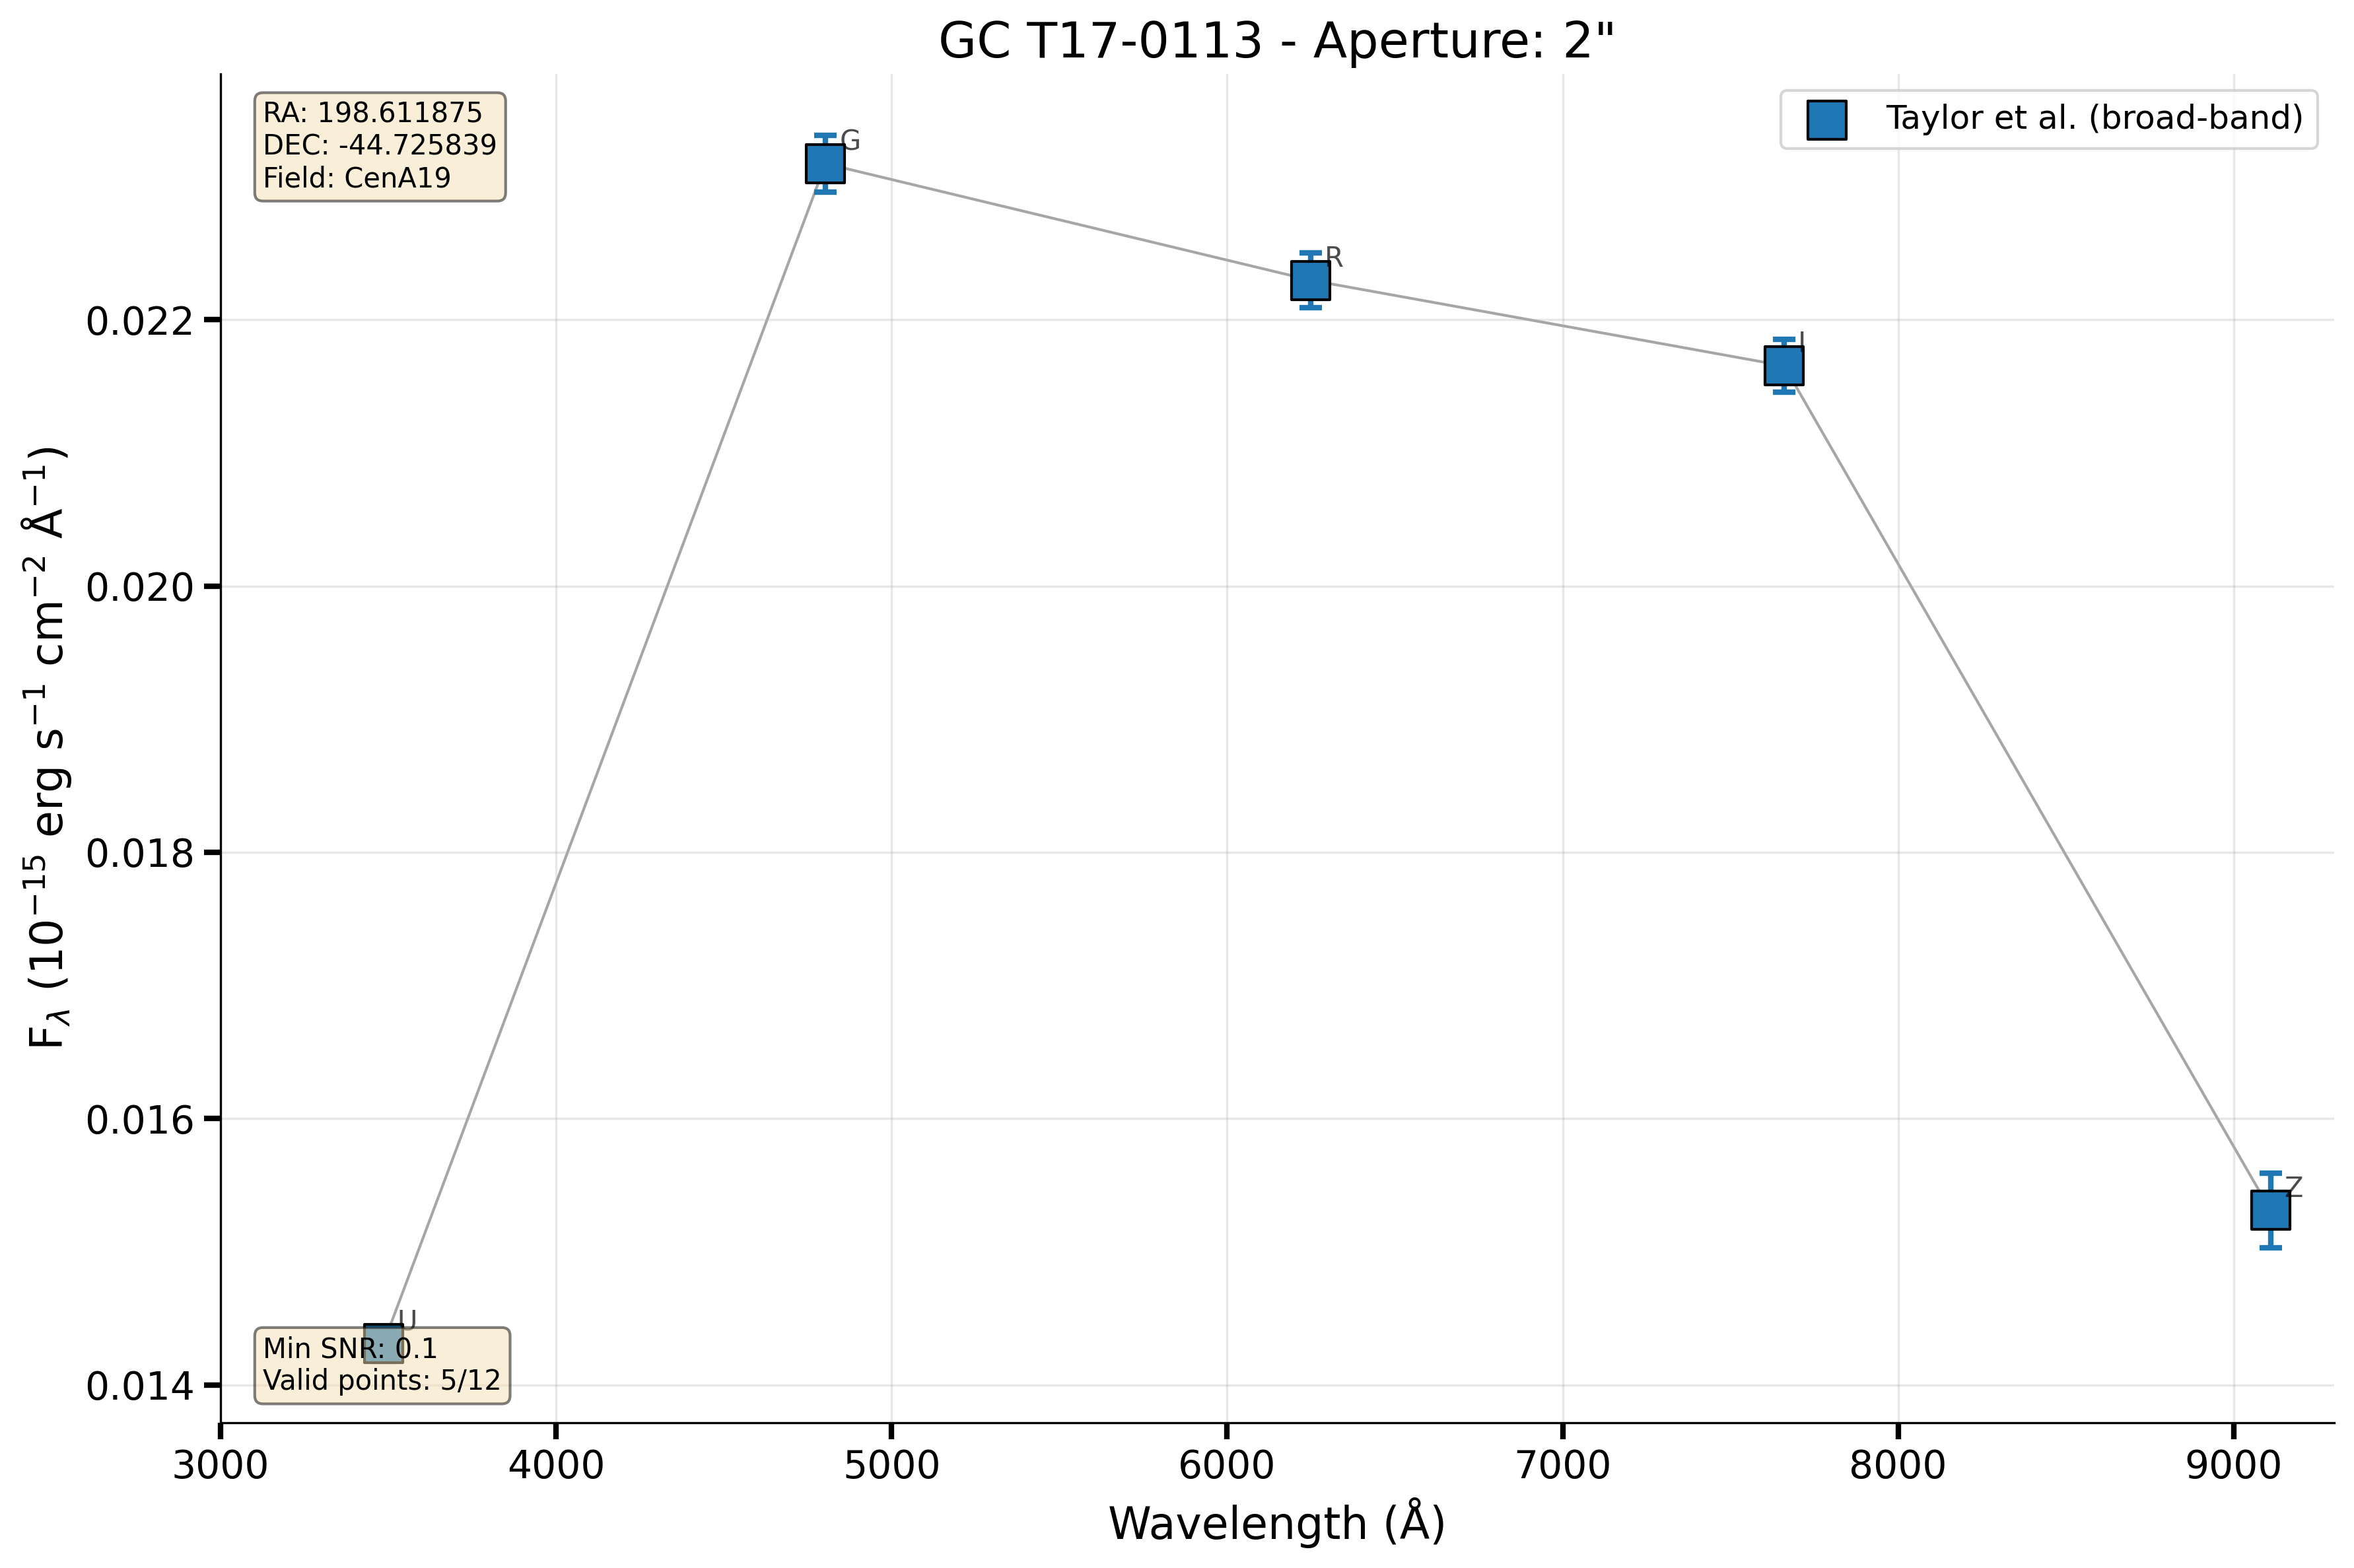 GC T17-0113 - Aperture: 2"
RA: 198.611875
DEC: -44.725839
Field: CenA19
Taylor et al. (broad-band)
G
R
I
Z
U
Min SNR: 0.1
Valid points: 5/12
0.022
0.020
0.018
0.016
0.014
F_λ (10⁻¹⁵ erg s⁻¹ cm⁻² Å⁻¹)
3000 4000 5000 6000 7000 8000 9000
Wavelength (Å)